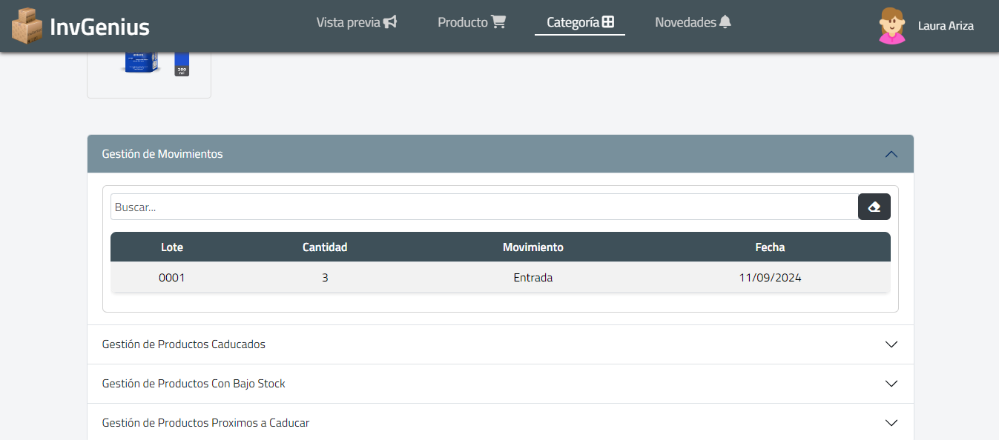 InvGenius
Vista previa
Producto
Categoría
Novedades
Laura Ariza
200
ml
Gestión de Movimientos
Buscar...
Lote Cantidad Movimiento Fecha
0001 3 Entrada 11/09/2024
Gestión de Productos Caducados
Gestión de Productos Con Bajo Stock
Gestión de Productos Proximos a Caducar